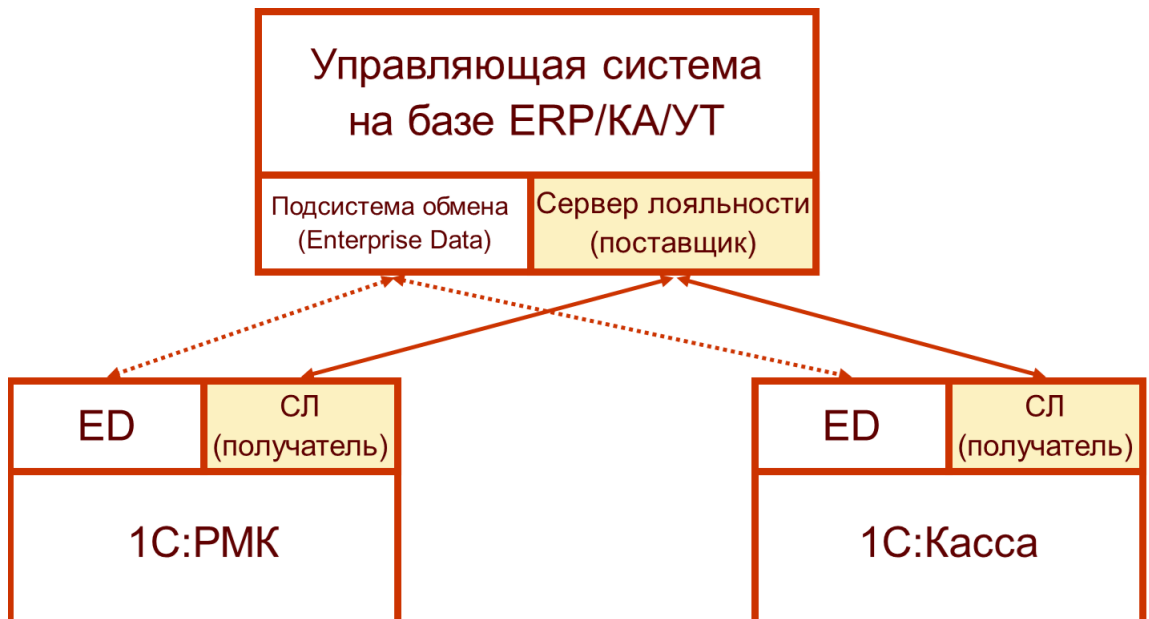 Управляющая система
на базе ERP/КА/УТ
Подсистема обмена
(Enterprise Data)
Сервер лояльности
(поставщик)
ED
СЛ
(получатель)
1С:РМК
ED
СЛ
(получатель)
1С:Касса